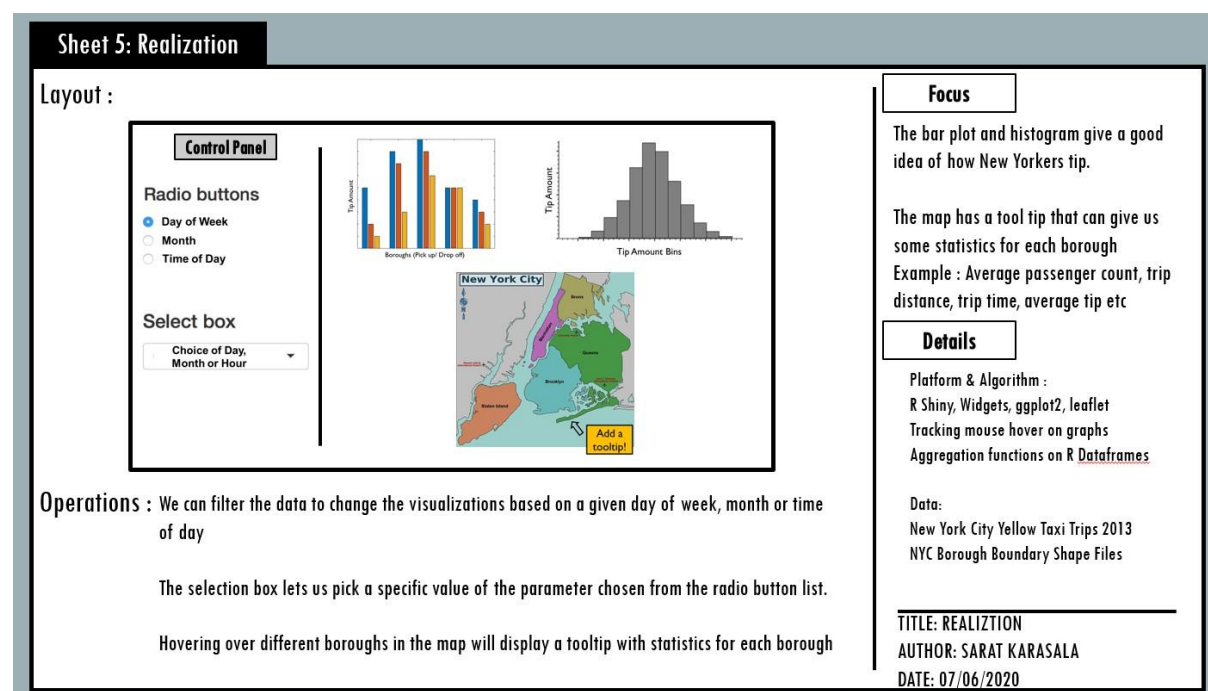 Sheet 5: Realization
Layout :
Control Panel
Radio buttons
Day of Week
Month
Time of Day
Select box
Choice of Day,
Month or Hour
Tip Amount
Boroughs (Pick up/ Drop off)
Tip Amount
Tip Amount Bins
New York City
Bronx
Manhattan
Queens
Brooklyn
Staten Island
Add a
tooltip!
Operations : We can filter the data to change the visualizations based on a given day of week, month or time
of day
The selection box lets us pick a specific value of the parameter chosen from the radio button list.
Hovering over different boroughs in the map will display a tooltip with statistics for each borough
Focus
The bar plot and histogram give a good
idea of how New Yorkers tip.
The map has a tool tip that can give us
some statistics for each borough
Example : Average passenger count, trip
distance, trip time, average tip etc
Details
Platform & Algorithm :
R Shiny, Widgets, ggplot2, leaflet
Tracking mouse hover on graphs
Aggregation functions on R Dataframes
Data:
New York City Yellow Taxi Trips 2013
NYC Borough Boundary Shape Files
TITLE: REALIZTION
AUTHOR: SARAT KARASALA
DATE: 07/06/2020